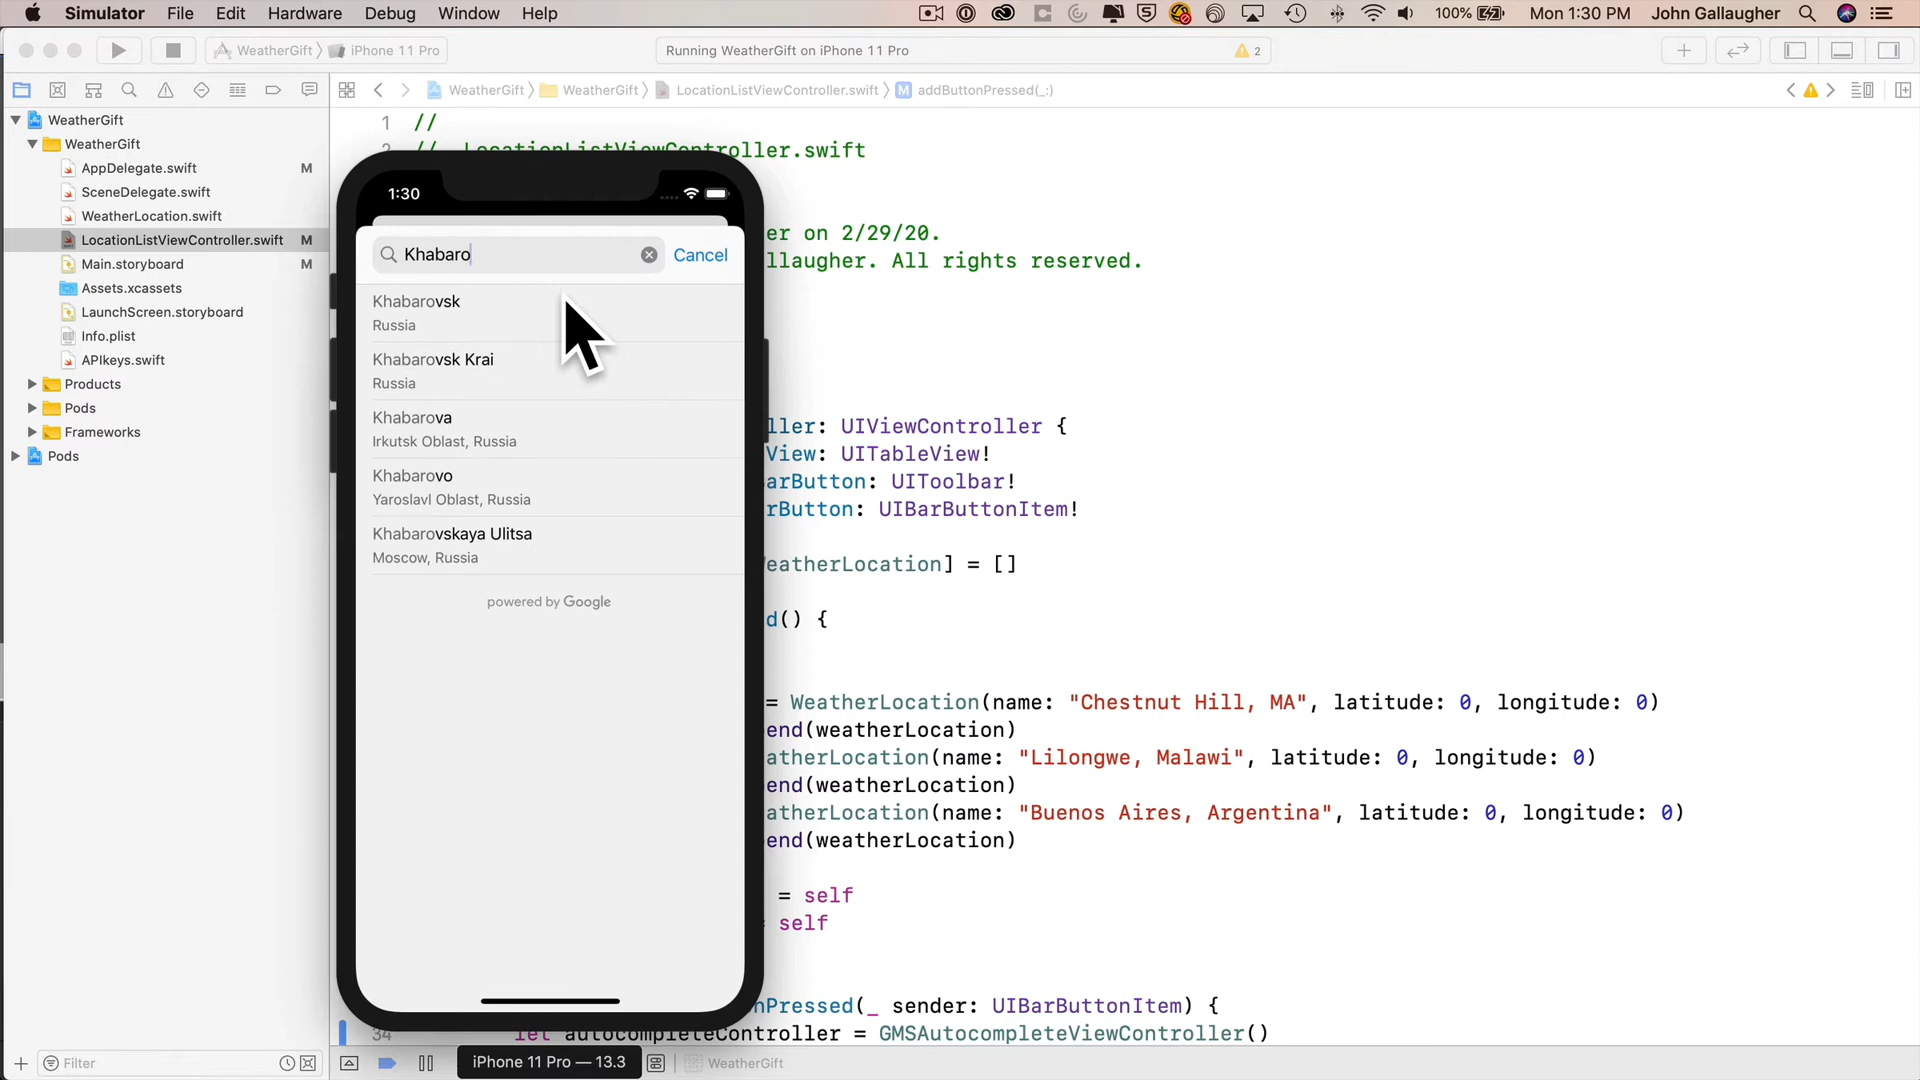 Simulator File Edit Hardware Debug Window Help 100% Mon 1:30 PM John Gallaugher
WeatherGift iPhone 11 Pro
Running WeatherGift on iPhone 11 Pro
2
WeatherGift WeatherGift LocationListViewController.swift M addButtonPressed(_:)
WeatherGift
WeatherGift
AppDelegate.swift M
SceneDelegate.swift
WeatherLocation.swift
LocationListViewController.swift M
Main.storyboard M
Assets.xcassets
LaunchScreen.storyboard
Info.plist
APIkeys.swift
Products
Pods
Frameworks
Pods
Filter
1:30
Khabaro
Cancel
Khabarovsk
Russia
Khabarovsk Krai
Russia
Khabarova
Irkutsk Oblast, Russia
Khabarovo
Yaroslavl Oblast, Russia
Khabarovskaya Ulitsa
Moscow, Russia
powered by Google
1 //
// LocationListViewController.swift
er on 2/29/20.
llaugher. All rights reserved.
ller: UIViewController {
View: UITableView!
arButton: UIToolbar!
rButton: UIBarButtonItem!
eatherLocation] = []
d() {
= WeatherLocation(name: "Chestnut Hill, MA", latitude: 0, longitude: 0)
end(weatherLocation)
atherLocation(name: "Lilongwe, Malawi", latitude: 0, longitude: 0)
end(weatherLocation)
atherLocation(name: "Buenos Aires, Argentina", latitude: 0, longitude: 0)
end(weatherLocation)
= self
= self
nPressed(_ sender: UIBarButtonItem) {
34 let autocompleteController = GMSAutocompleteViewController()
iPhone 11 Pro — 13.3
WeatherGift